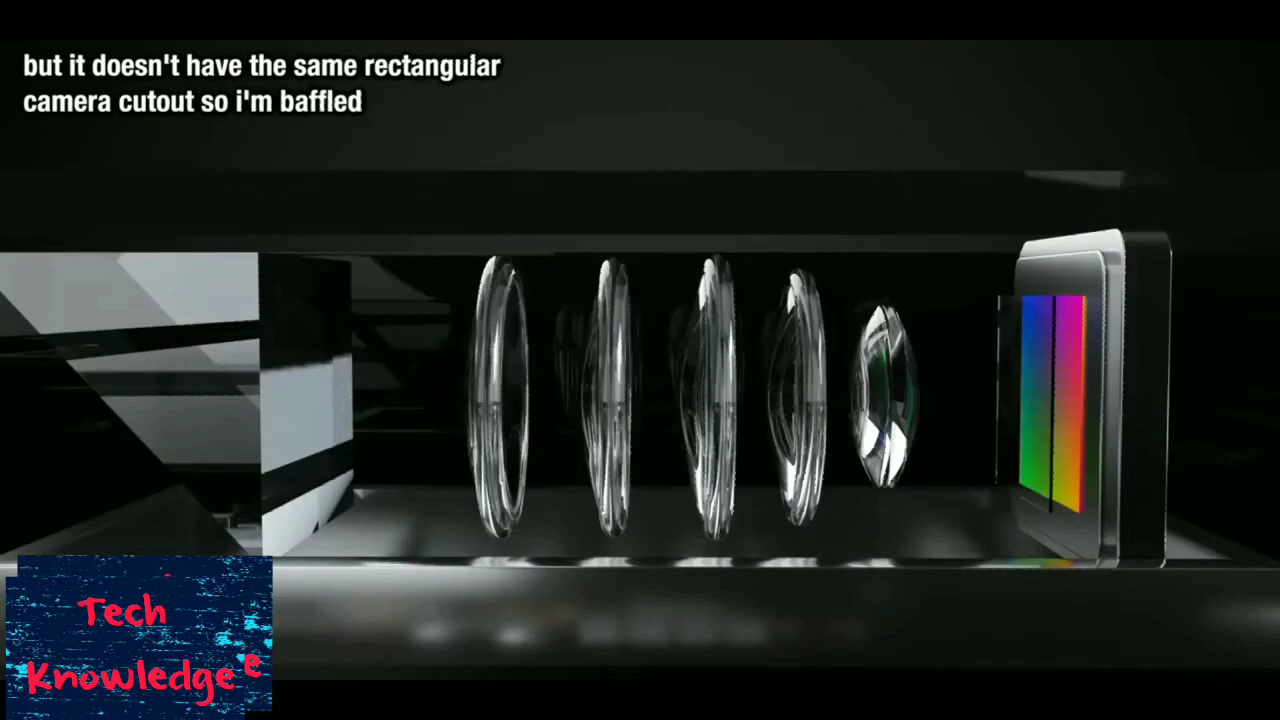 but it doesn't have the same rectangular
camera cutout so i'm baffled
Tech
Knowledge e